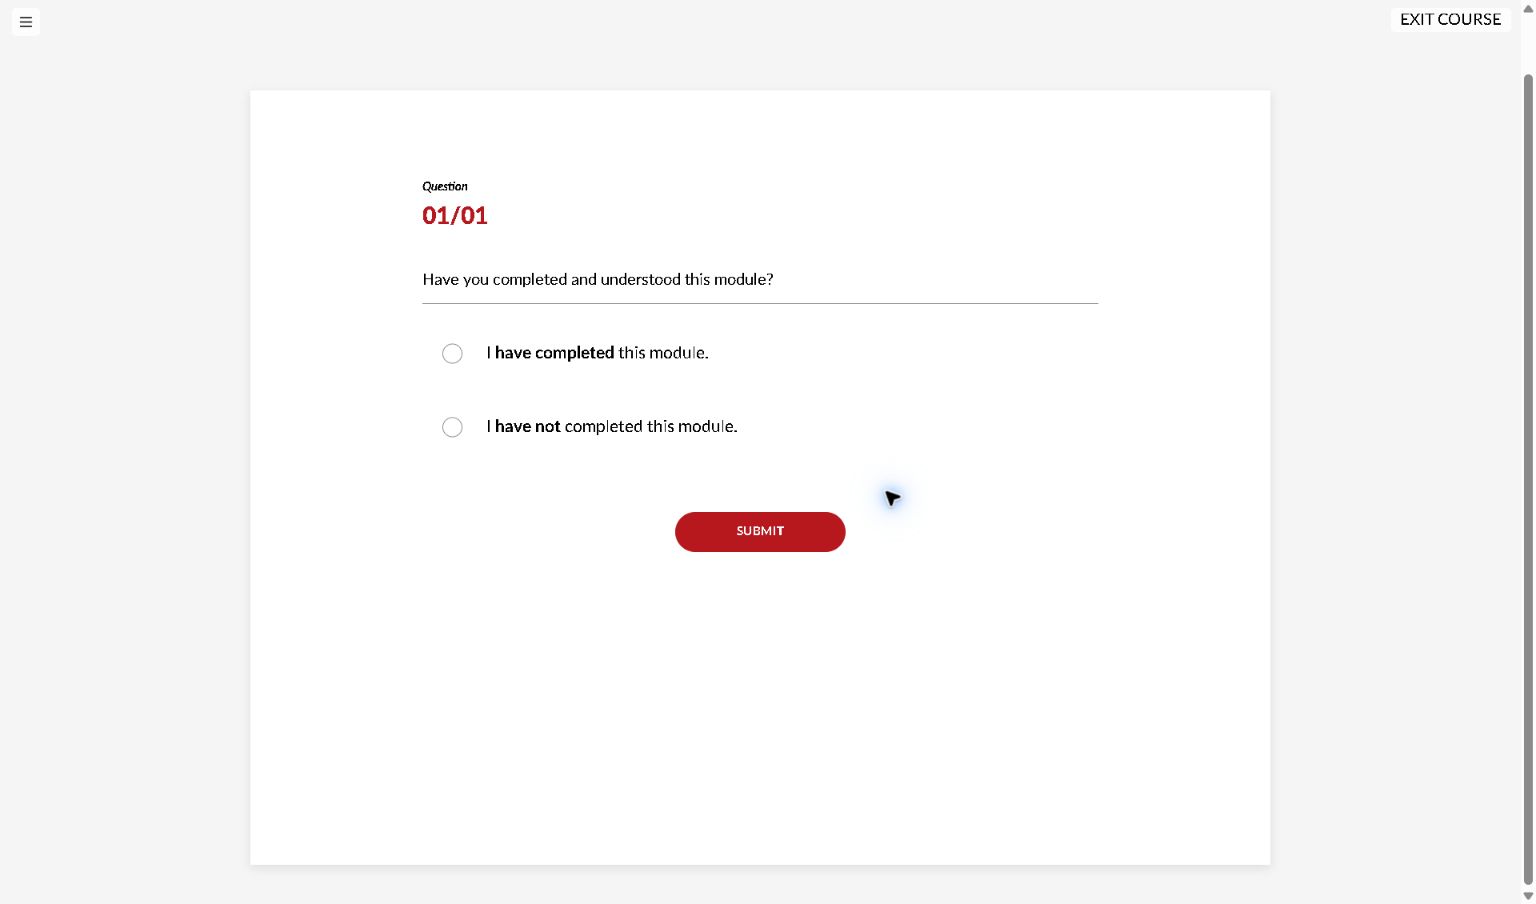 EXIT COURSE
Question
01/01
Have you completed and understood this module?
I have completed this module.
I have not completed this module.
SUBMIT